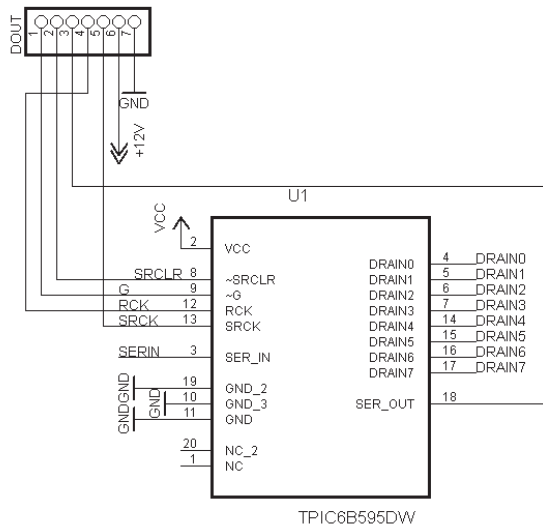 DOUT
1 2 3 4 5 6 7
GND
+12V
U1
VCC
2 VCC
SRCLR 8 ~SRCLR
G 9 ~G
RCK 12 RCK
SRCK 13 SRCK
SERIN 3 SER_IN
GND 19 GND_2
GND 10 GND_3
GND 11 GND
20 NC_2
1 NC
DRAIN0 4 DRAIN0
DRAIN1 5 DRAIN1
DRAIN2 6 DRAIN2
DRAIN3 7 DRAIN3
DRAIN4 14 DRAIN4
DRAIN5 15 DRAIN5
DRAIN6 16 DRAIN6
DRAIN7 17 DRAIN7
SER_OUT 18
TPIC6B595DW